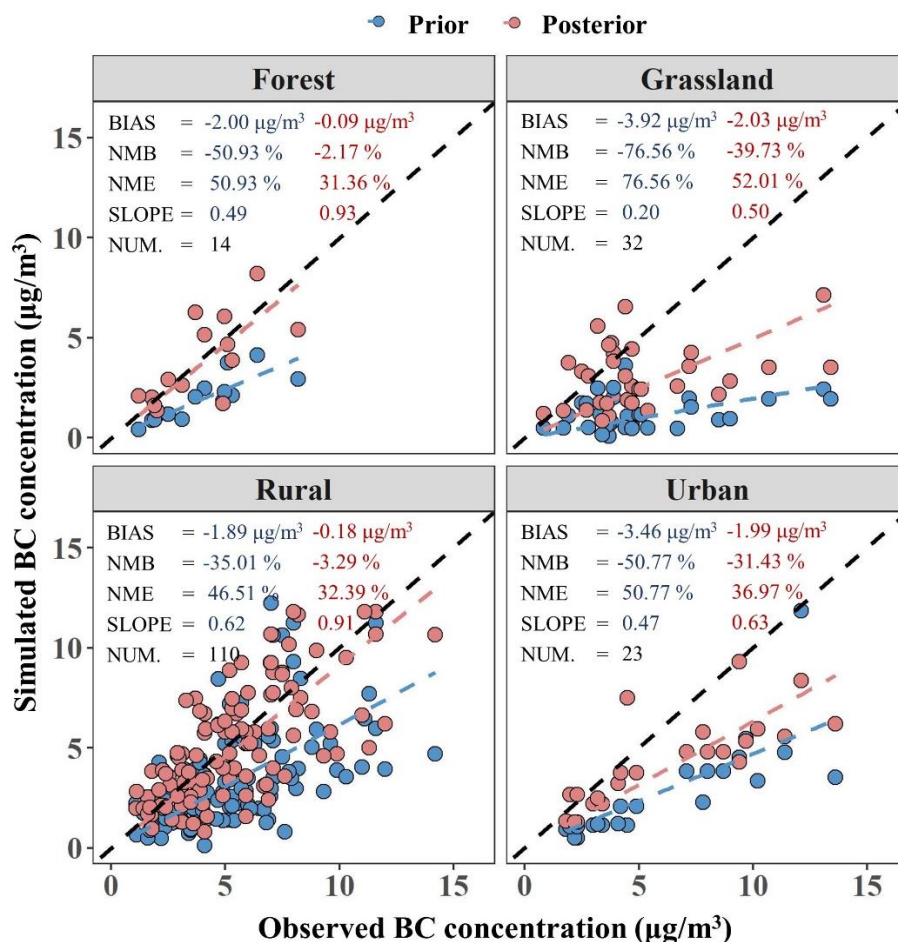 Prior Posterior
Forest
BIAS = -2.00 μg/m³ -0.09 μg/m³
NMB = -50.93 % -2.17 %
NME = 50.93 % 31.36 %
SLOPE = 0.49 0.93
NUM. = 14
Grassland
BIAS = -3.92 μg/m³ -2.03 μg/m³
NMB = -76.56 % -39.73 %
NME = 76.56 % 52.01 %
SLOPE = 0.20 0.50
NUM. = 32
15
10
5
0
Rural
BIAS = -1.89 μg/m³ -0.18 μg/m³
NMB = -35.01 % -3.29 %
NME = 46.51 % 32.39 %
SLOPE = 0.62 0.91
NUM. = 110
Urban
BIAS = -3.46 μg/m³ -1.99 μg/m³
NMB = -50.77 % -31.43 %
NME = 50.77 % 36.97 %
SLOPE = 0.47 0.63
NUM. = 23
15
10
5
0
0 5 10 15 0 5 10 15
Simulated BC concentration (μg/m³)
Observed BC concentration (μg/m³)